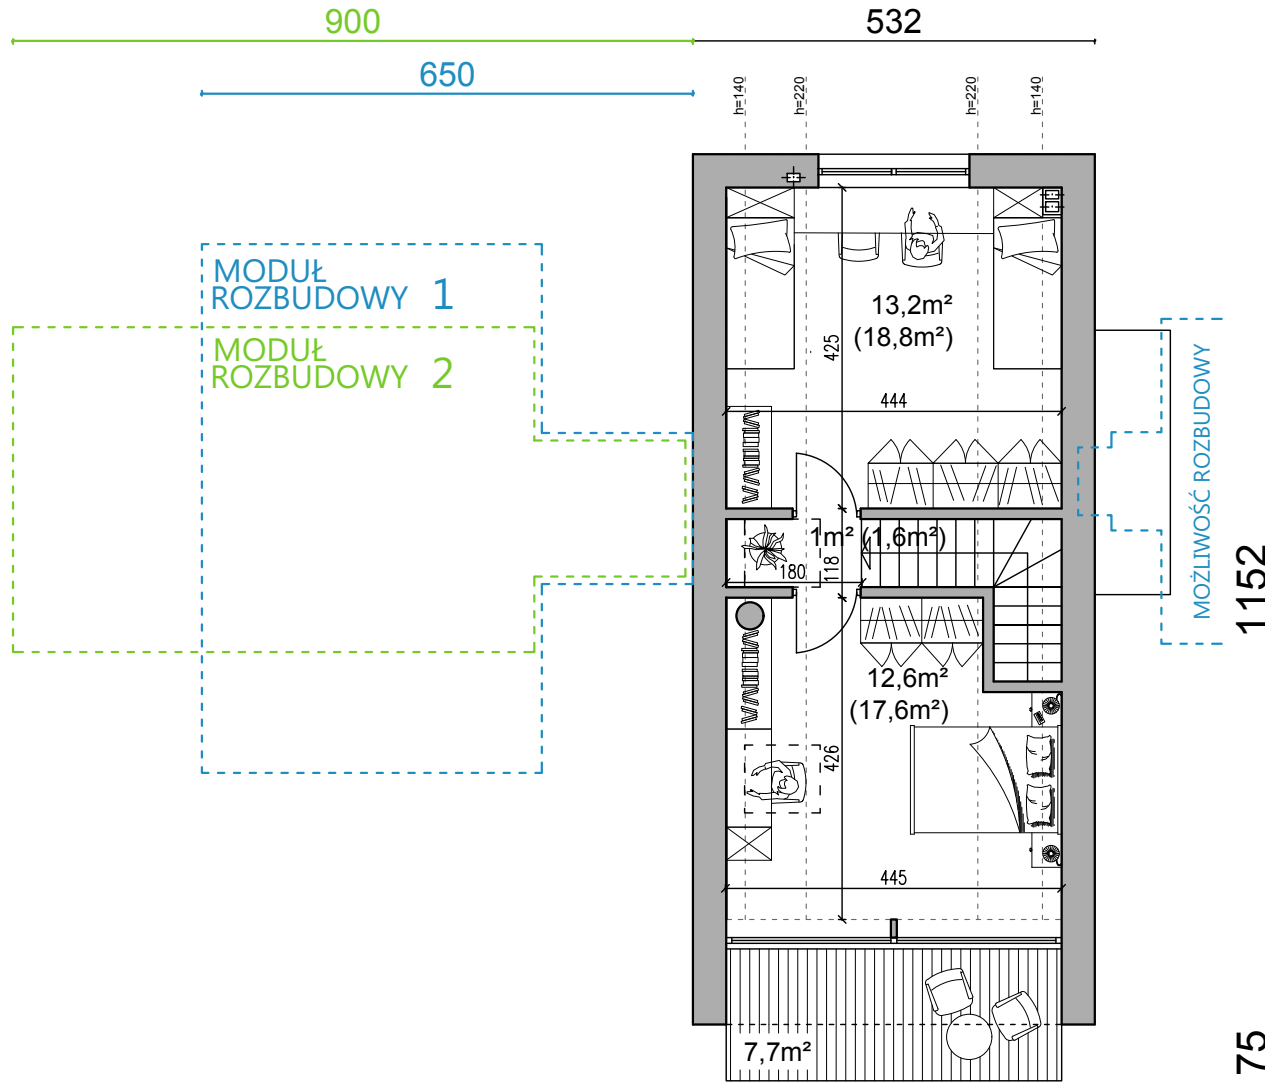 900
532
650
h=140
h=220
h=220
h=140
MODUŁ
ROZBUDOWY 1
MODUŁ
ROZBUDOWY 2
13,2m²
(18,8m²)
425
444
MOŻLIWOŚĆ ROZBUDOWY
1m² (1,6m²)
180
118
1152
12,6m²
(17,6m²)
426
445
7,7m²
75